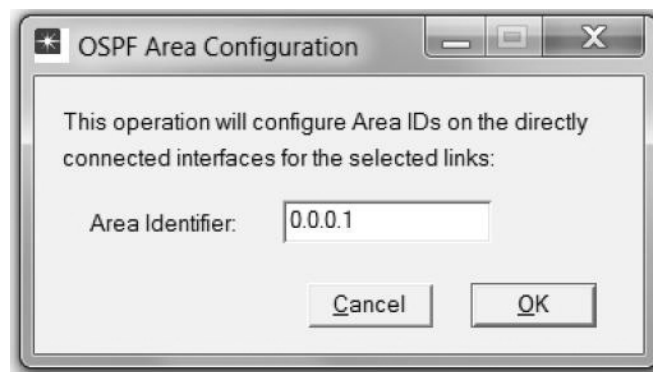 OSPF Area Configuration
This operation will configure Area IDs on the directly
connected interfaces for the selected links:
Area Identifier: 0.0.0.1
Cancel OK